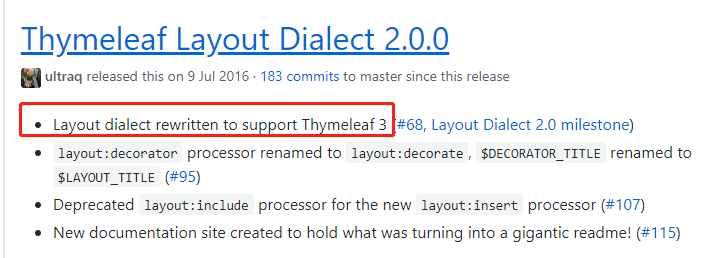 Thymeleaf Layout Dialect 2.0.0
ultraq released this on 9 Jul 2016 · 183 commits to master since this release
• Layout dialect rewritten to support Thymeleaf 3 (#68, Layout Dialect 2.0 milestone)
• layout:decorator processor renamed to layout:decorate, $DECORATOR_TITLE renamed to
$LAYOUT_TITLE (#95)
• Deprecated layout:include processor for the new layout:insert processor (#107)
• New documentation site created to hold what was turning into a gigantic readme! (#115)